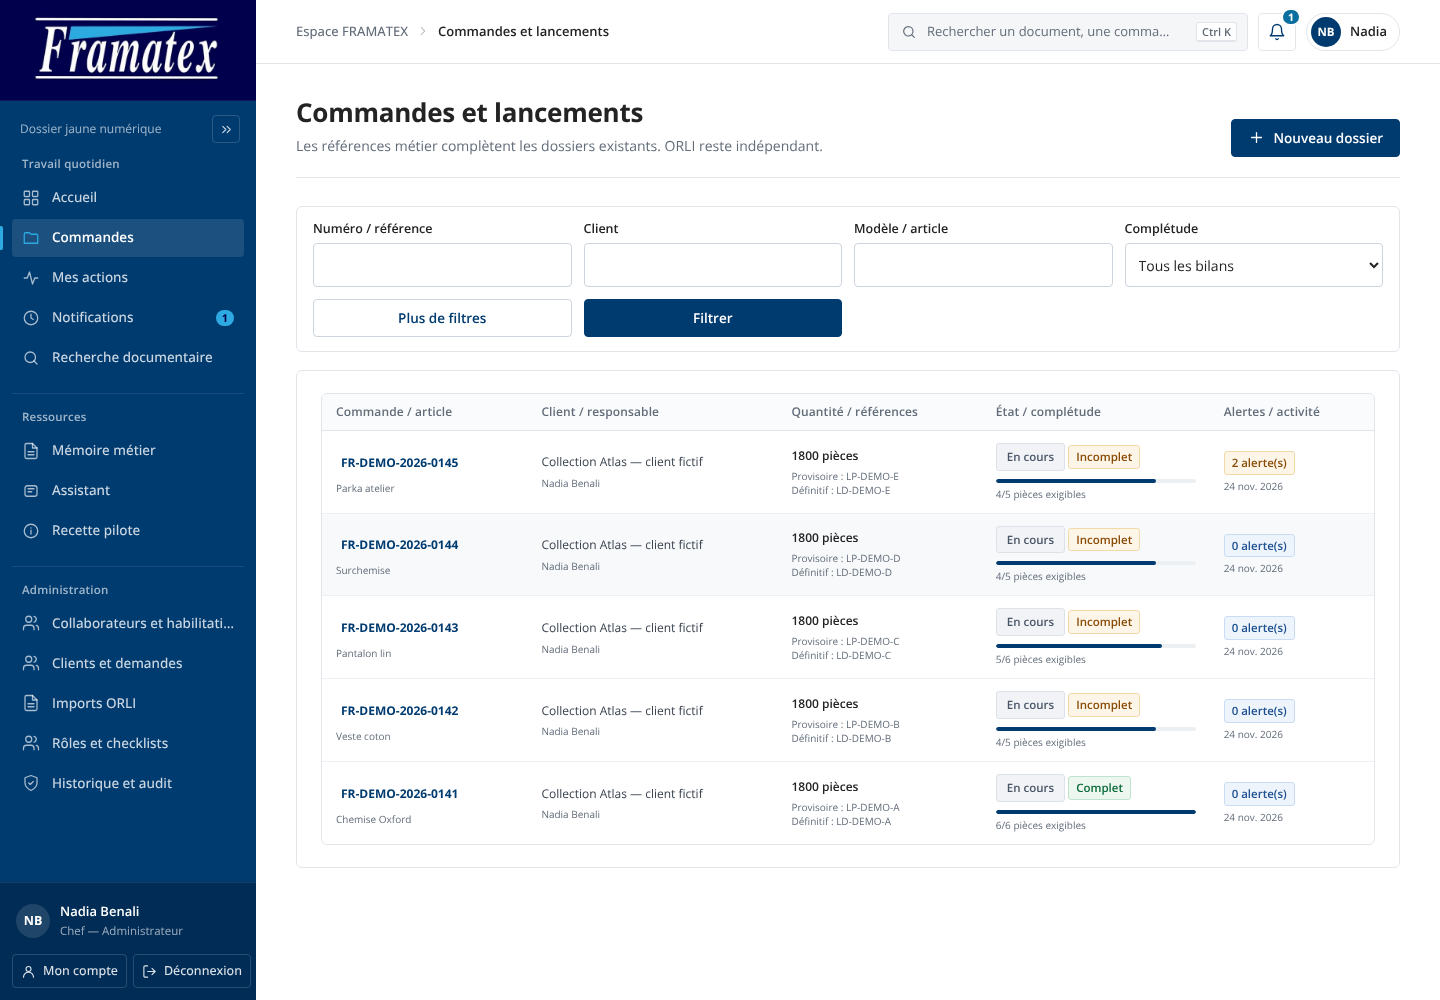 Framatex
Dossier jaune numérique
Travail quotidien
Accueil
Commandes
Mes actions
Notifications 1
Recherche documentaire
Ressources
Mémoire métier
Assistant
Recette pilote
Administration
Collaborateurs et habilitati...
Clients et demandes
Imports ORLI
Rôles et checklists
Historique et audit
NB Nadia Benali
Chef — Administrateur
Mon compte Déconnexion
Espace FRAMATEX Commandes et lancements
Rechercher un document, une comma... Ctrl K 1 NB Nadia
Commandes et lancements
Les références métier complètent les dossiers existants. ORLI reste indépendant.
Nouveau dossier
Numéro / référence Client Modèle / article Complétude
Tous les bilans
Plus de filtres Filtrer
Commande / article Client / responsable Quantité / références État / complétude Alertes / activité
FR-DEMO-2026-0145
Parka atelier
Collection Atlas — client fictif
Nadia Benali
1800 pièces
Provisoire : LP-DEMO-E
Définitif : LD-DEMO-E
En cours Incomplet
4/5 pièces exigibles
2 alerte(s)
24 nov. 2026
FR-DEMO-2026-0144
Surchemise
Collection Atlas — client fictif
Nadia Benali
1800 pièces
Provisoire : LP-DEMO-D
Définitif : LD-DEMO-D
En cours Incomplet
4/5 pièces exigibles
0 alerte(s)
24 nov. 2026
FR-DEMO-2026-0143
Pantalon lin
Collection Atlas — client fictif
Nadia Benali
1800 pièces
Provisoire : LP-DEMO-C
Définitif : LD-DEMO-C
En cours Incomplet
5/6 pièces exigibles
0 alerte(s)
24 nov. 2026
FR-DEMO-2026-0142
Veste coton
Collection Atlas — client fictif
Nadia Benali
1800 pièces
Provisoire : LP-DEMO-B
Définitif : LD-DEMO-B
En cours Incomplet
4/5 pièces exigibles
0 alerte(s)
24 nov. 2026
FR-DEMO-2026-0141
Chemise Oxford
Collection Atlas — client fictif
Nadia Benali
1800 pièces
Provisoire : LP-DEMO-A
Définitif : LD-DEMO-A
En cours Complet
6/6 pièces exigibles
0 alerte(s)
24 nov. 2026